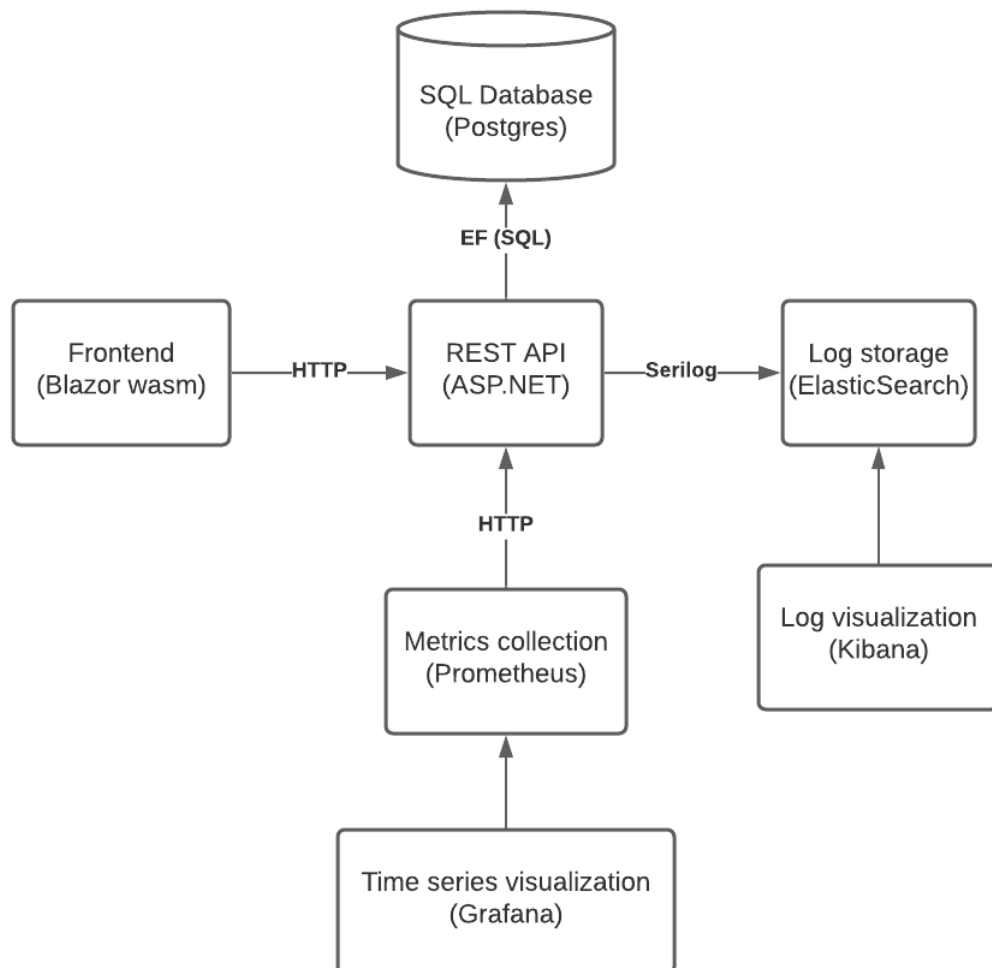 SQL Database
(Postgres)
EF (SQL)
Frontend
(Blazor wasm)
HTTP
REST API
(ASP.NET)
Serilog
Log storage
(ElasticSearch)
HTTP
Metrics collection
(Prometheus)
Log visualization
(Kibana)
Time series visualization
(Grafana)